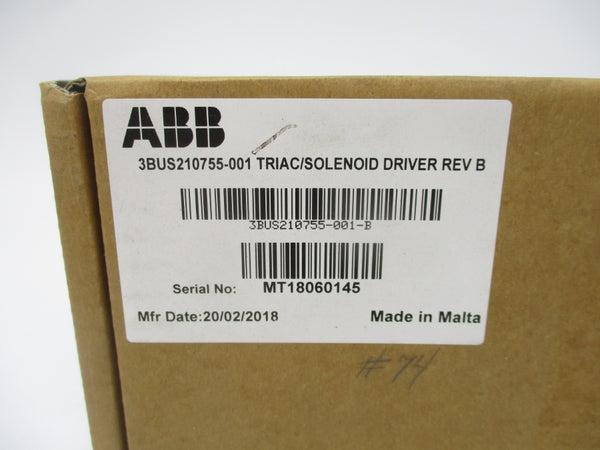 ABB
3BUS210755-001 TRIAC/SOLENOID DRIVER REV B
3BUS210755-001-B
Serial No: MT18060145
Mfr Date:20/02/2018 Made in Malta
#74